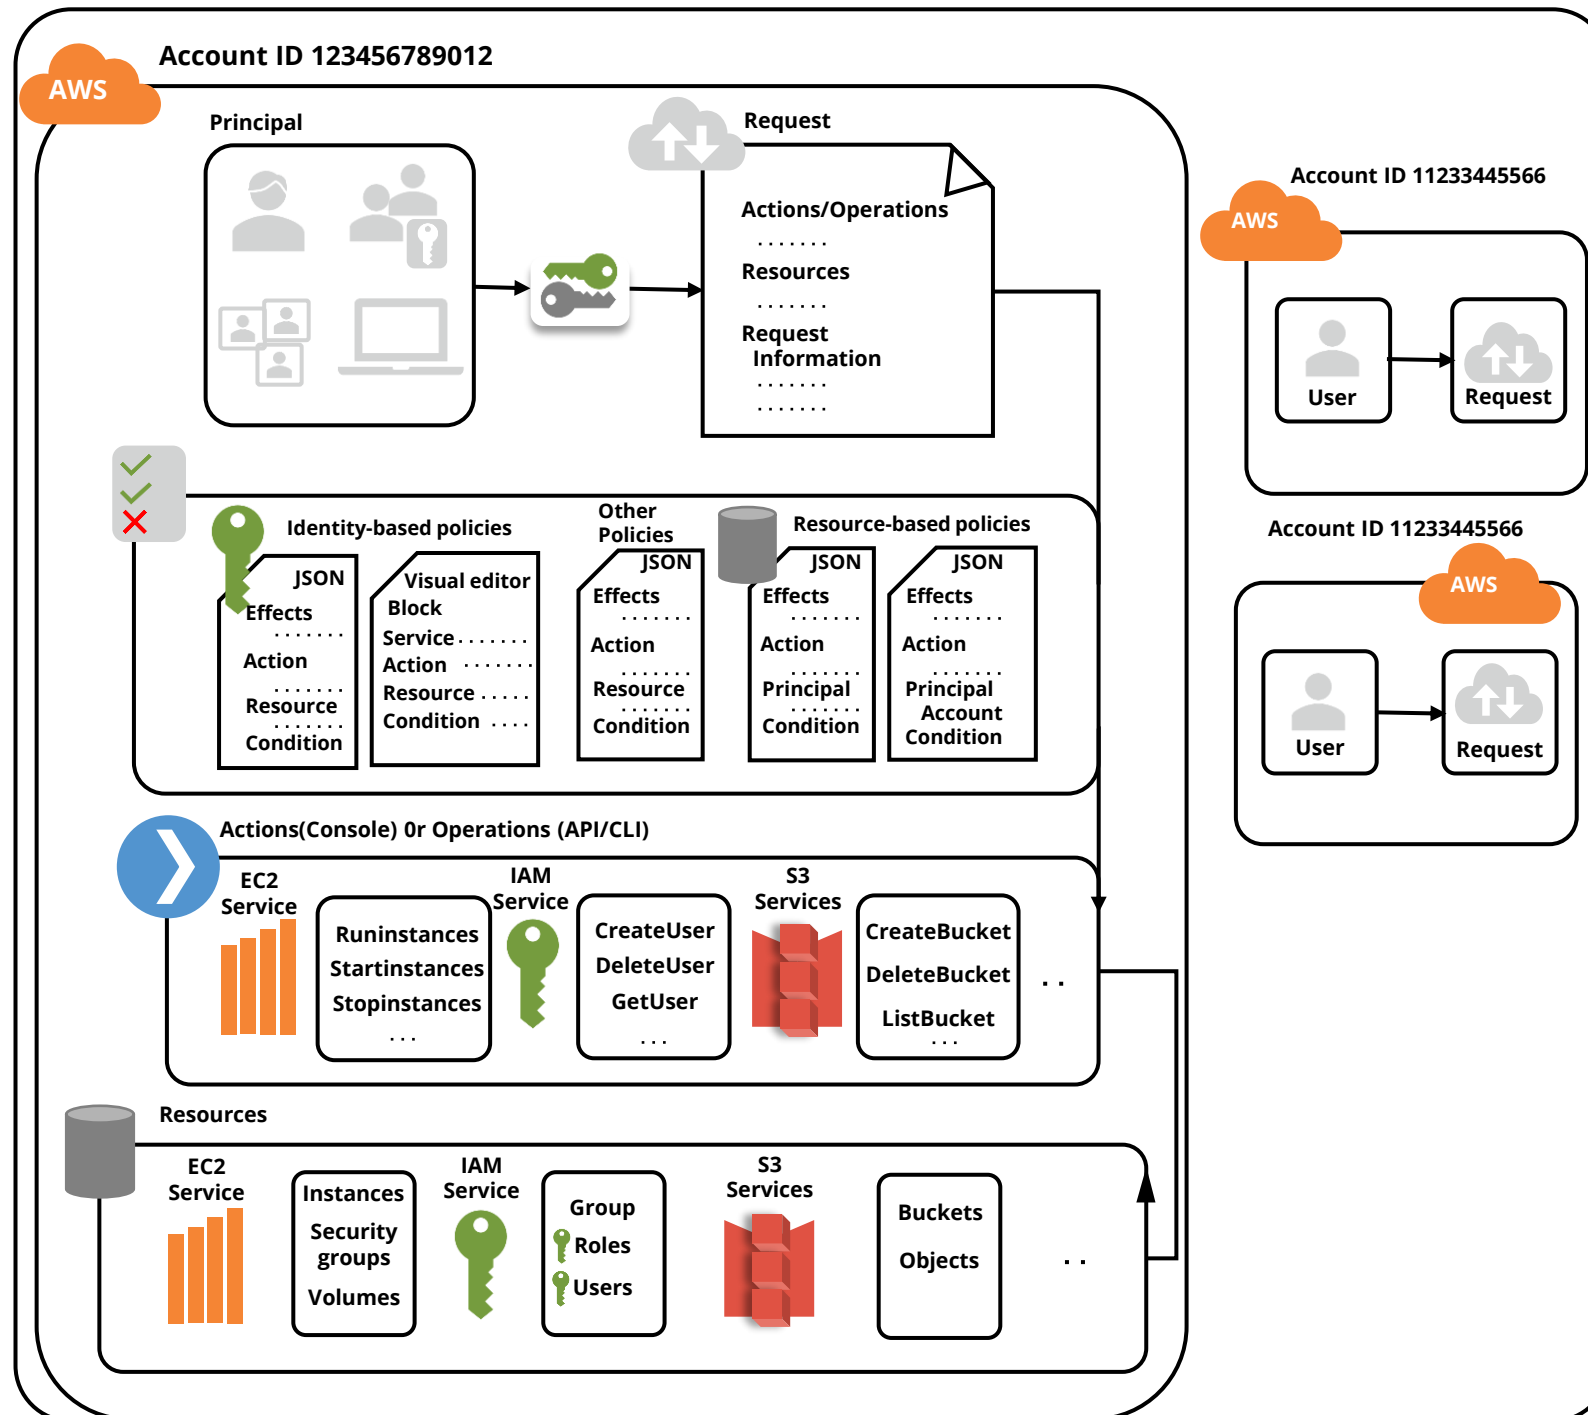 Account ID 123456789012
AWS
Principal
Request
Actions/Operations
.......
Resources
.......
Request
Information
.......
.......
Account ID 11233445566
AWS
User
Request
Account ID 11233445566
AWS
User
Request
Identity-based policies
Other
Policies
Resource-based policies
JSON
Effects
.......
Action
.......
Resource
.......
Condition
Visual editor
Block
Service.......
Action .......
Resource.....
Condition ....
JSON
Effects
.......
Action
.......
Resource
.......
Condition
JSON
Effects
.......
Action
.......
Principal
.......
Condition
JSON
Effects
.......
Action
.......
Principal
Account
Condition
Actions(Console) 0r Operations (API/CLI)
EC2
Service
Runinstances
Startinstances
Stopinstances
...
IAM
Service
CreateUser
DeleteUser
GetUser
...
S3
Services
CreateBucket
DeleteBucket
ListBucket
...
..
Resources
EC2
Service
Instances
Security
groups
Volumes
IAM
Service
Group
Roles
Users
S3
Services
Buckets
Objects
..